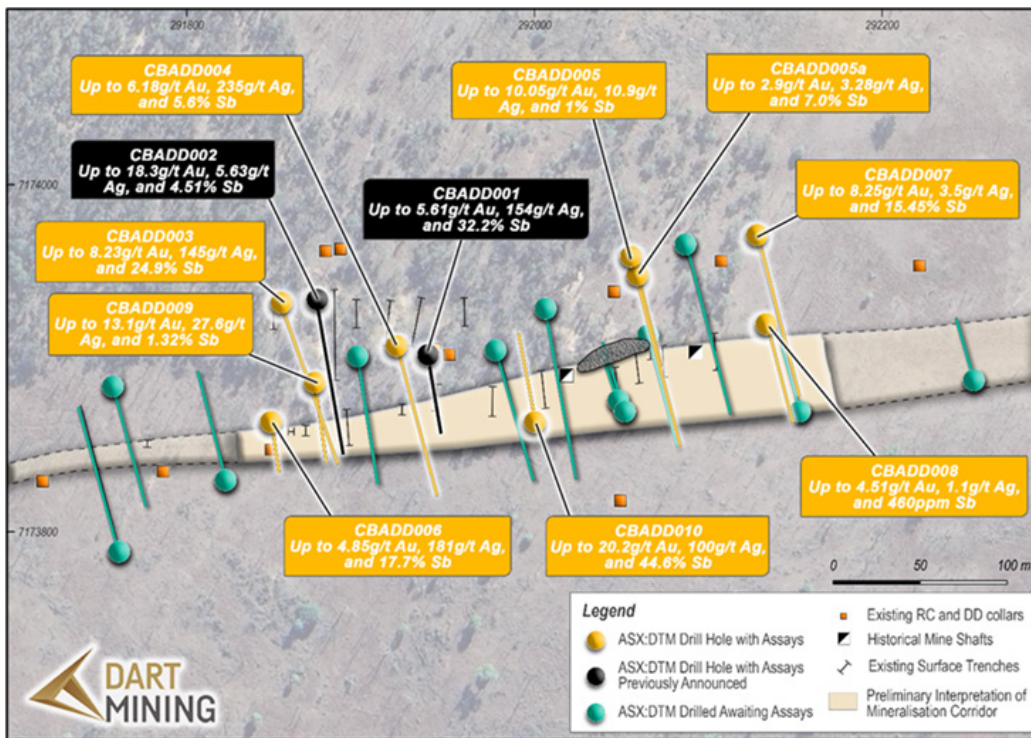 291800
292000
292200
CBADD004
Up to 6.18g/t Au, 235g/t Ag,
and 5.6% Sb
CBADD005
Up to 10.05g/t Au, 10.9g/t
Ag, and 1% Sb
CBADD005a
Up to 2.9g/t Au, 3.28g/t Ag,
and 7.0% Sb
CBADD002
Up to 18.3g/t Au, 5.63g/t
Ag, and 4.51% Sb
CBADD001
Up to 5.61g/t Au, 154g/t Ag,
and 32.2% Sb
CBADD007
Up to 8.25g/t Au, 3.5g/t Ag,
and 15.45% Sb
7174000
CBADD003
Up to 8.23g/t Au, 145g/t Ag,
and 24.9% Sb
CBADD009
Up to 13.1g/t Au, 27.6g/t
Ag, and 1.32% Sb
CBADD008
Up to 4.51g/t Au, 1.1g/t Ag,
and 460ppm Sb
7173800
CBADD006
Up to 4.85g/t Au, 181g/t Ag,
and 17.7% Sb
CBADD010
Up to 20.2g/t Au, 100g/t Ag,
and 44.6% Sb
0 50 100 m
Legend
ASX:DTM Drill Hole with Assays
ASX:DTM Drill Hole with Assays
Previously Announced
ASX:DTM Drilled Awaiting Assays
Existing RC and DD collars
Historical Mine Shafts
Existing Surface Trenches
Preliminary Interpretation of
Mineralisation Corridor
DART
MINING